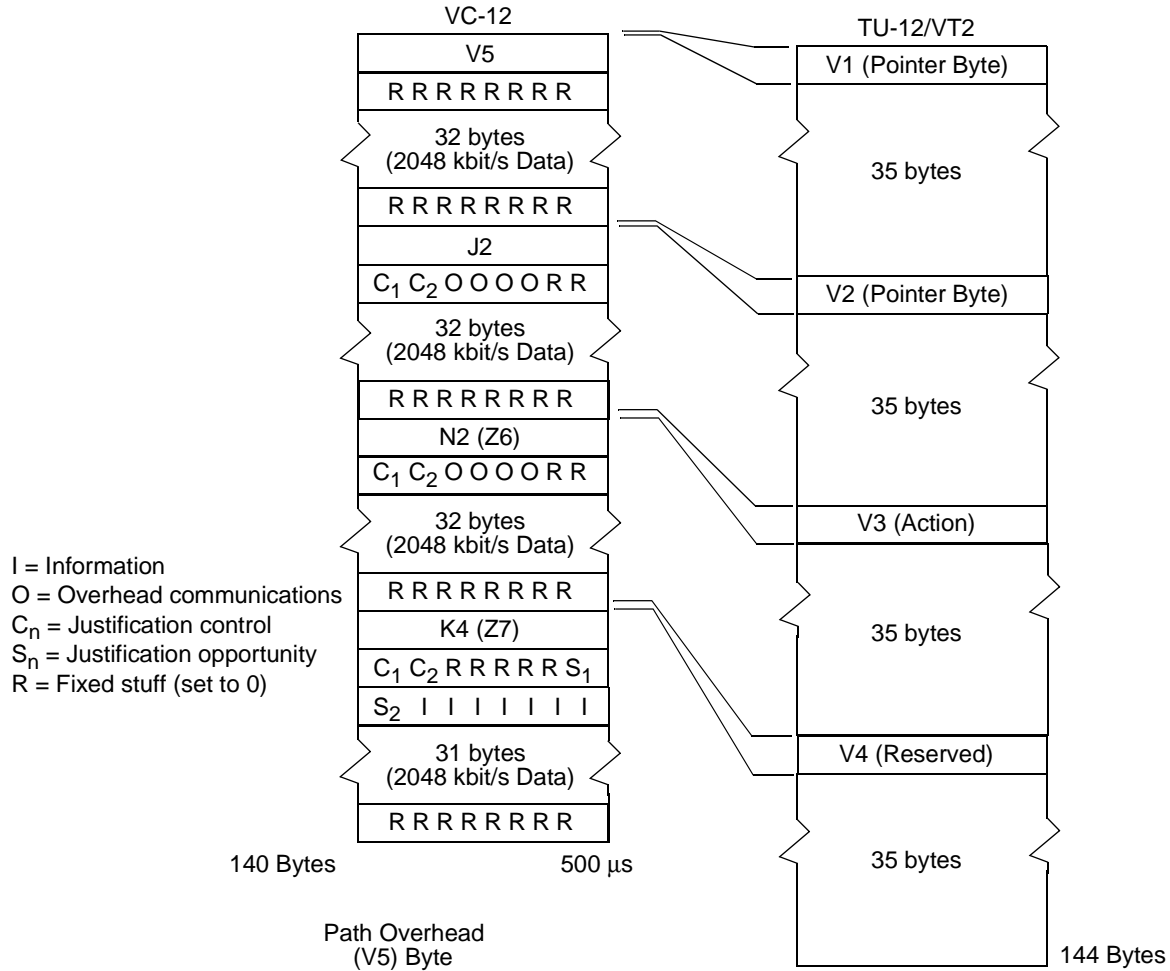 VC-12
V5
R R R R R R R R
32 bytes
(2048 kbit/s Data)
R R R R R R R R
J2
C1 C2 O O O O R R
32 bytes
(2048 kbit/s Data)
R R R R R R R R
N2 (Z6)
C1 C2 O O O O R R
32 bytes
(2048 kbit/s Data)
R R R R R R R R
K4 (Z7)
C1 C2 R R R R R S1
S2 I I I I I I I
31 bytes
(2048 kbit/s Data)
R R R R R R R R
140 Bytes
500 µs
I = Information
O = Overhead communications
Cn = Justification control
Sn = Justification opportunity
R = Fixed stuff (set to 0)
Path Overhead
(V5) Byte
TU-12/VT2
V1 (Pointer Byte)
35 bytes
V2 (Pointer Byte)
35 bytes
V3 (Action)
35 bytes
V4 (Reserved)
35 bytes
144 Bytes